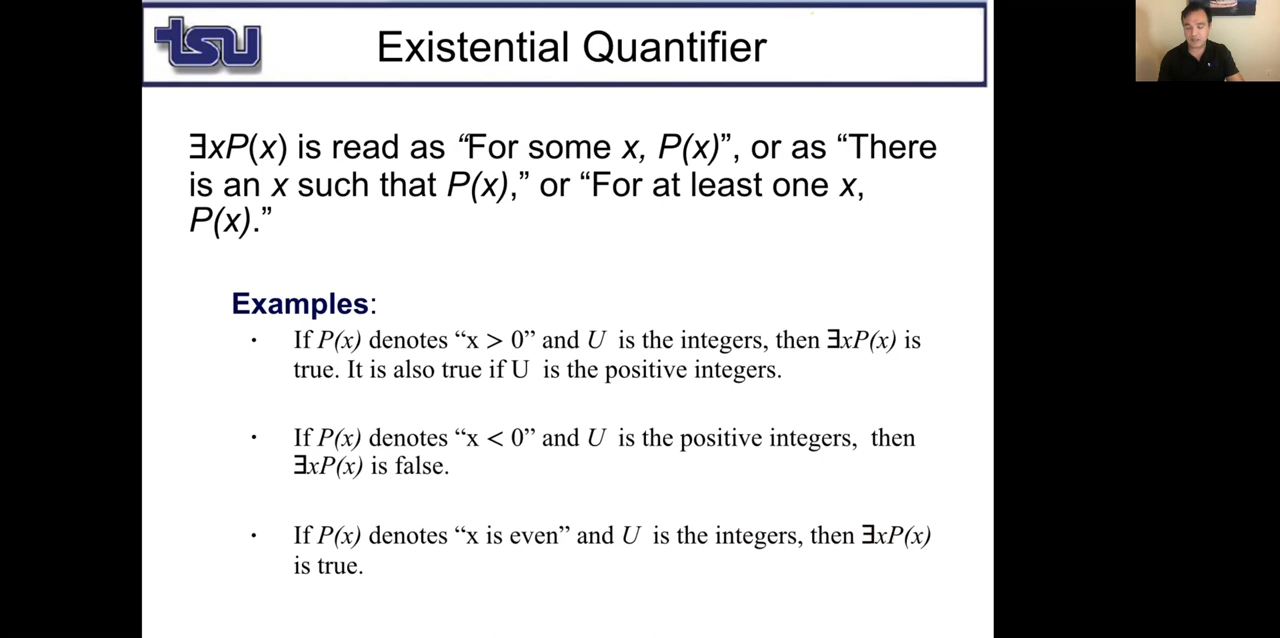 tsu
Existential Quantifier
∃xP(x) is read as “For some x, P(x)”, or as “There
is an x such that P(x),” or “For at least one x,
P(x).”
Examples:
· If P(x) denotes “x > 0” and U is the integers, then ∃xP(x) is
true. It is also true if U is the positive integers.
· If P(x) denotes “x < 0” and U is the positive integers, then
∃xP(x) is false.
· If P(x) denotes “x is even” and U is the integers, then ∃xP(x)
is true.